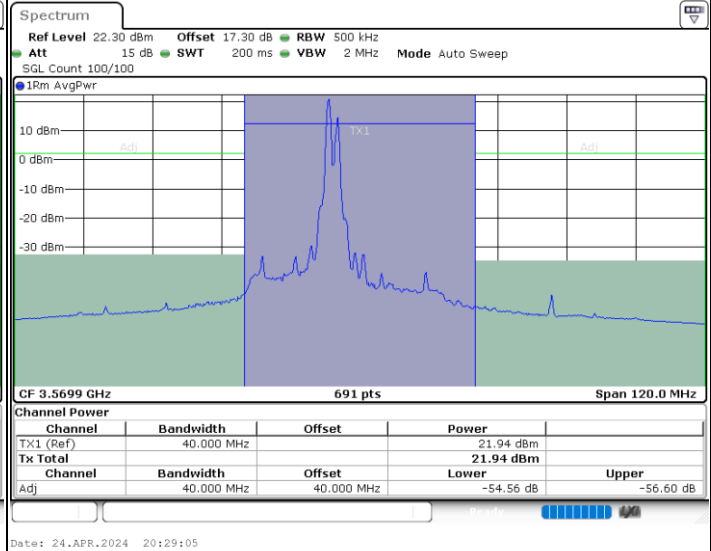 Spectrum
Ref Level 22.30 dBm Offset 17.30 dB RBW 500 kHz
Att 15 dB SWT 200 ms VBW 2 MHz Mode Auto Sweep
SGL Count 100/100
1Rm AvgPwr
10 dBm
TX1
Adj
Adj
0 dBm
-10 dBm
-20 dBm
-30 dBm
CF 3.5699 GHz 691 pts Span 120.0 MHz
Channel Power
Channel Bandwidth Offset Power
TX1 (Ref) 40.000 MHz 21.94 dBm
Tx Total 21.94 dBm
Channel Bandwidth Offset Lower Upper
Adj 40.000 MHz 40.000 MHz -54.56 dB -56.60 dB
Ready
Date: 24.APR.2024 20:29:05